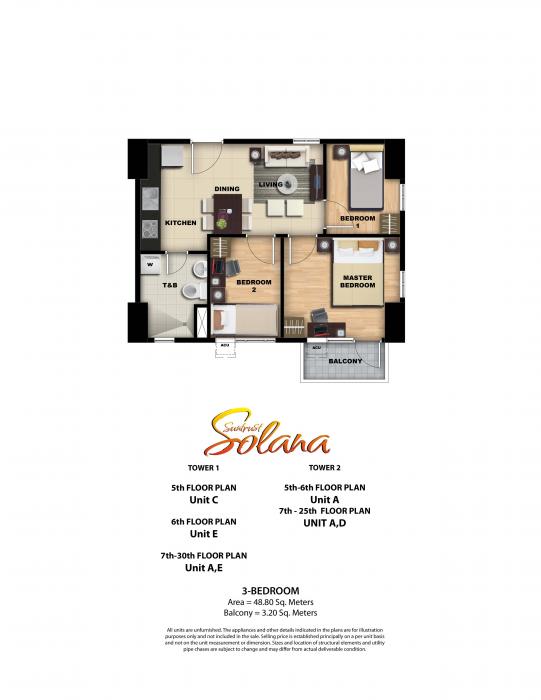 DINING
LIVING
KITCHEN
BEDROOM
1
W
T&B
BEDROOM
2
MASTER
BEDROOM
ACU
ACU
BALCONY
Suntrust
Solana
TOWER 1
5th FLOOR PLAN
Unit C
6th FLOOR PLAN
Unit E
7th-30th FLOOR PLAN
Unit A,E
TOWER 2
5th-6th FLOOR PLAN
Unit A
7th - 25th FLOOR PLAN
UNIT A,D
3-BEDROOM
Area = 48.80 Sq. Meters
Balcony = 3.20 Sq. Meters
All units are unfurnished. The appliances and other details indicated in the plans are for illustration
purposes only and not included in the sale. Selling price is established principally on a per unit basis
and not on the unit measurement or dimension. Sizes and location of structural elements and utility
pipe chases are subject to change and may differ from actual deliverable condition.